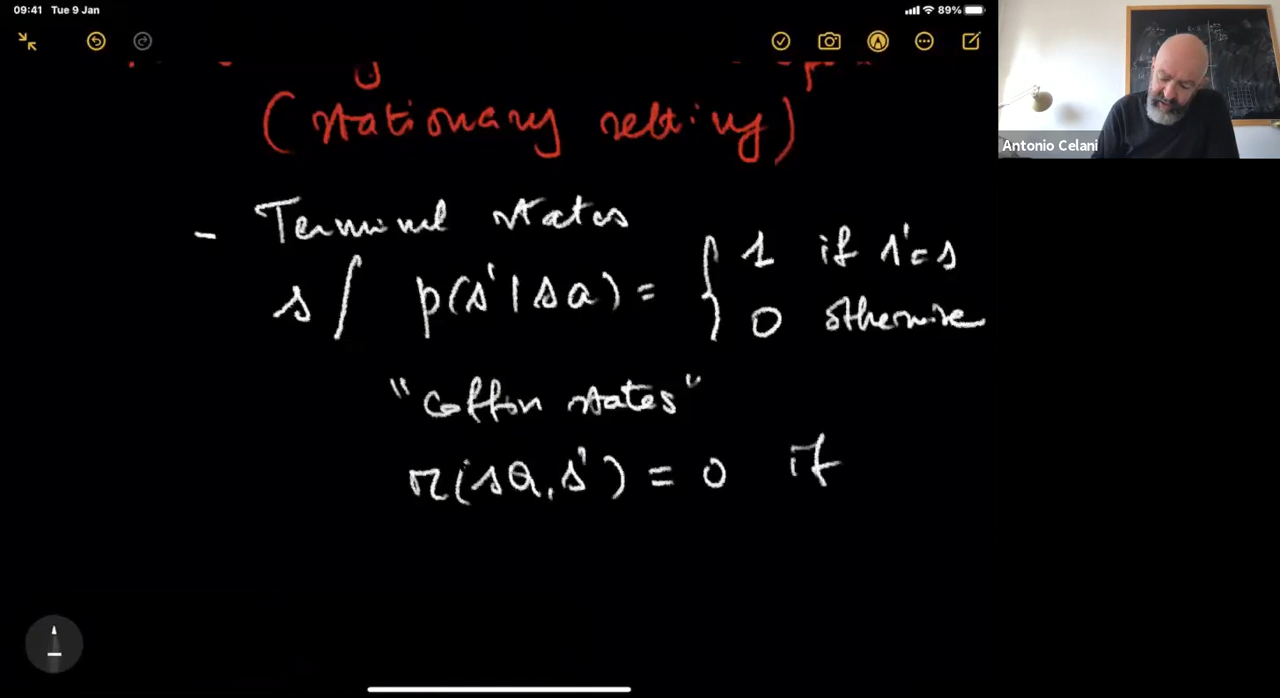 09:41 Tue 9 Jan
89%
(stationary setting)
- Terminal states
s / p(s'|sa) = { 1 if s'=s
0 otherwise
"coffin states"
r(sa,s') = 0 if
Antonio Celani